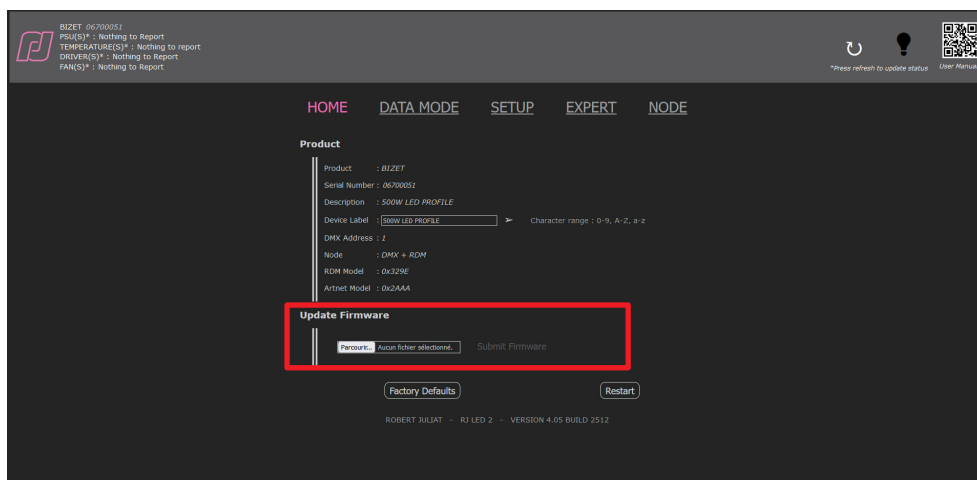 BIZET 06700051
PSU(S)* : Nothing to Report
TEMPERATURE(S)* : Nothing to report
DRIVER(S)* : Nothing to Report
FAN(S)* : Nothing to Report
*Press refresh to update status
User Manua
HOME DATA MODE SETUP EXPERT NODE
Product
Product : BIZET
Serial Number : 06700051
Description : 500W LED PROFILE
Device Label : 500W LED PROFILE ➢ Character range : 0-9, A-Z, a-z
DMX Address : 1
Node : DMX + RDM
RDM Model : 0x329E
Artnet Model : 0x2AAA
Update Firmware
Parcourir... Aucun fichier sélectionné. Submit Firmware
Factory Defaults Restart
ROBERT JULIAT - RJ LED 2 - VERSION 4.05 BUILD 2512